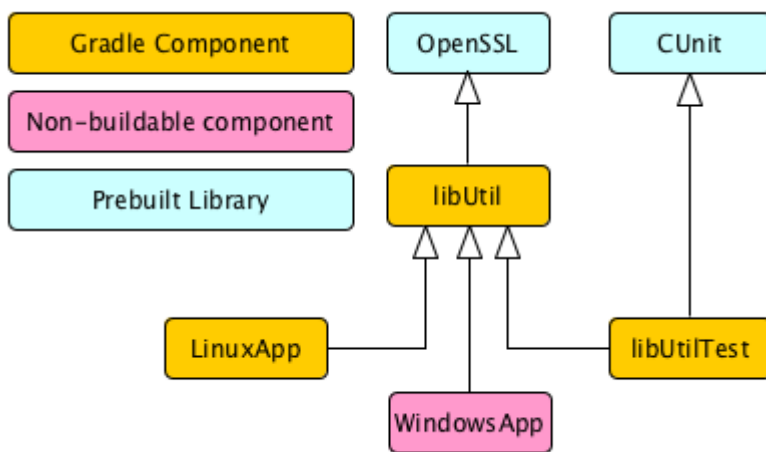 Gradle Component
OpenSSL
CUnit
Non-buildable component
Prebuilt Library
libUtil
LinuxApp
libUtilTest
WindowsApp